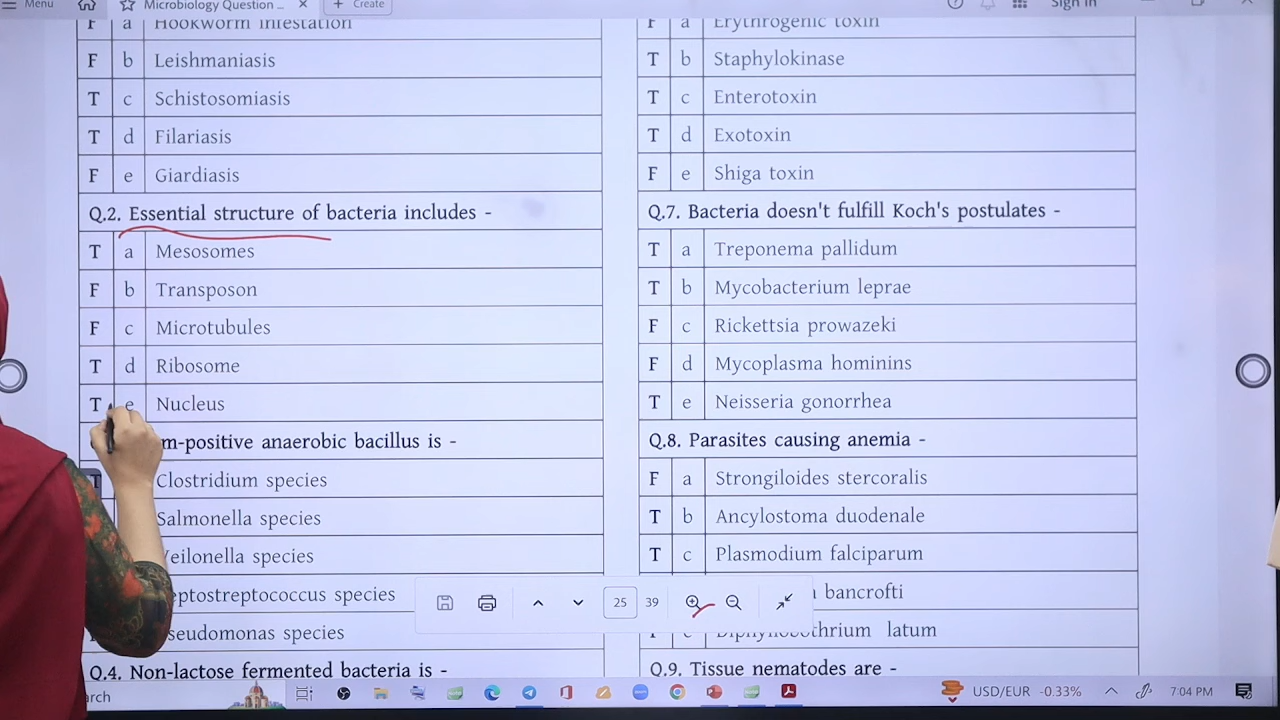 Menu
Microbiology Question ..
Create
Sign in
F a Hookworm infestation
F b Leishmaniasis
T c Schistosomiasis
T d Filariasis
F e Giardiasis
Q.2. Essential structure of bacteria includes -
T a Mesosomes
F b Transposon
F c Microtubules
T d Ribosome
T e Nucleus
m-positive anaerobic bacillus is -
T Clostridium species
Salmonella species
Veilonella species
eptostreptococcus species
seudomonas species
Q.4. Non-lactose fermented bacteria is -
F a Erythrogenic toxin
T b Staphylokinase
T c Enterotoxin
T d Exotoxin
F e Shiga toxin
Q.7. Bacteria doesn't fulfill Koch's postulates -
T a Treponema pallidum
T b Mycobacterium leprae
F c Rickettsia prowazeki
F d Mycoplasma hominins
T e Neisseria gonorrhea
Q.8. Parasites causing anemia -
F a Strongiloides stercoralis
T b Ancylostoma duodenale
T c Plasmodium falciparum
bancrofti
Diphyllobothrium latum
Q.9. Tissue nematodes are -
25 39
arch
USD/EUR -0.33%
7:04 PM